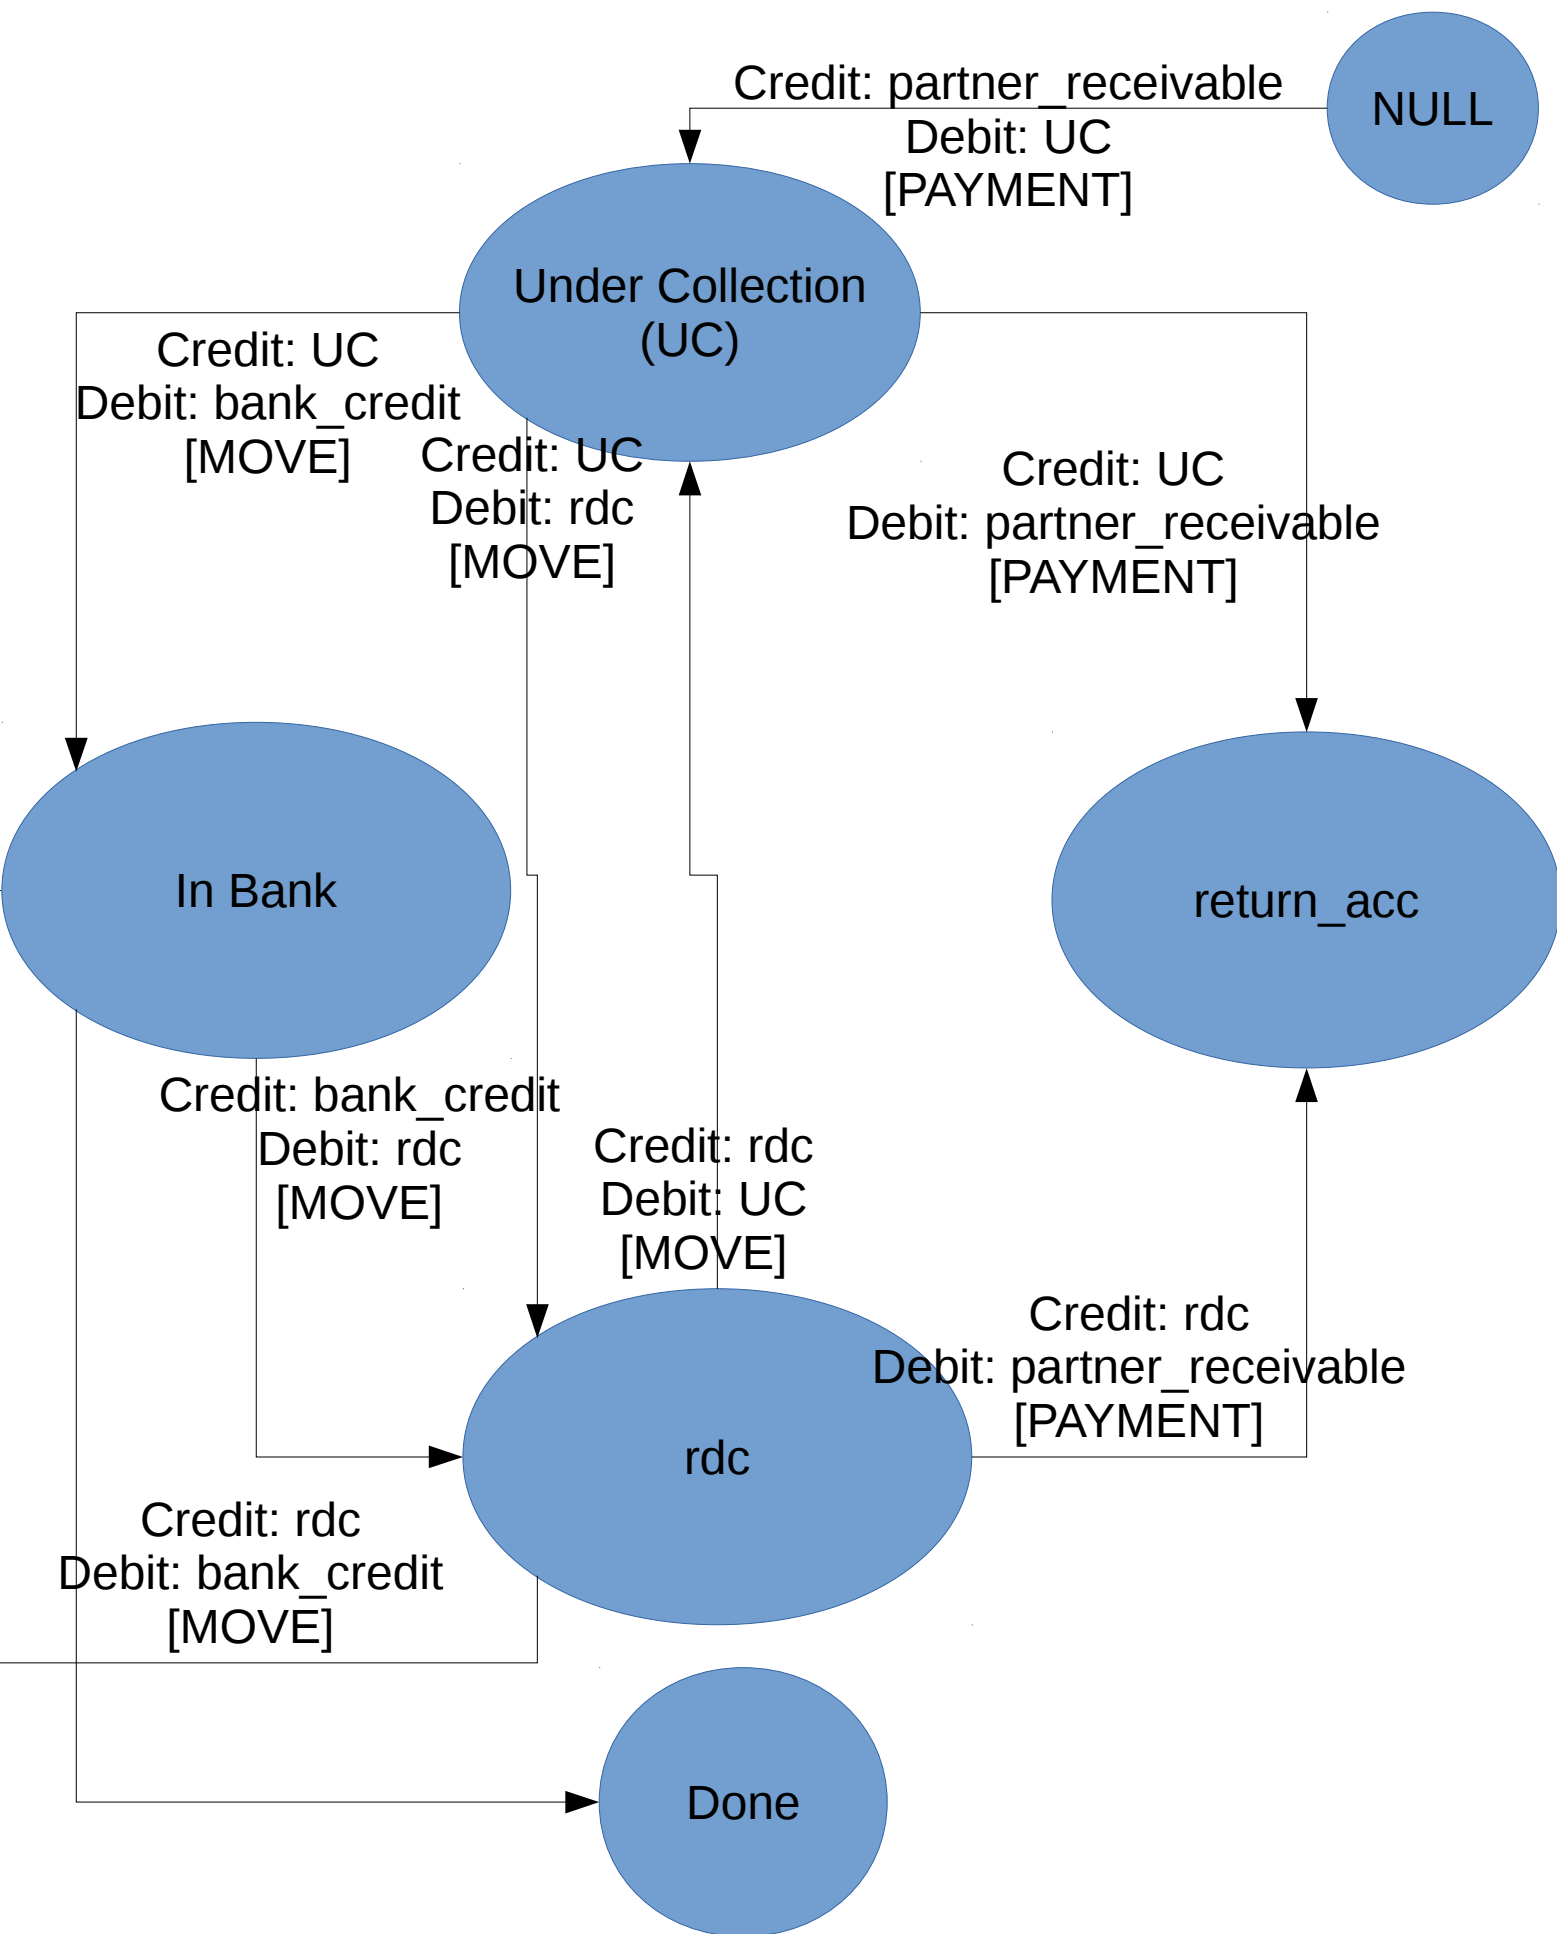 Credit: partner_receivable
Debit: UC
[PAYMENT]
NULL
Under Collection
(UC)
Credit: UC
Debit: bank_credit
[MOVE]
Credit: UC
Debit: rdc
[MOVE]
Credit: UC
Debit: partner_receivable
[PAYMENT]
In Bank
return_acc
Credit: bank_credit
Debit: rdc
[MOVE]
Credit: rdc
Debit: UC
[MOVE]
Credit: rdc
Debit: partner_receivable
[PAYMENT]
rdc
Credit: rdc
Debit: bank_credit
[MOVE]
Done